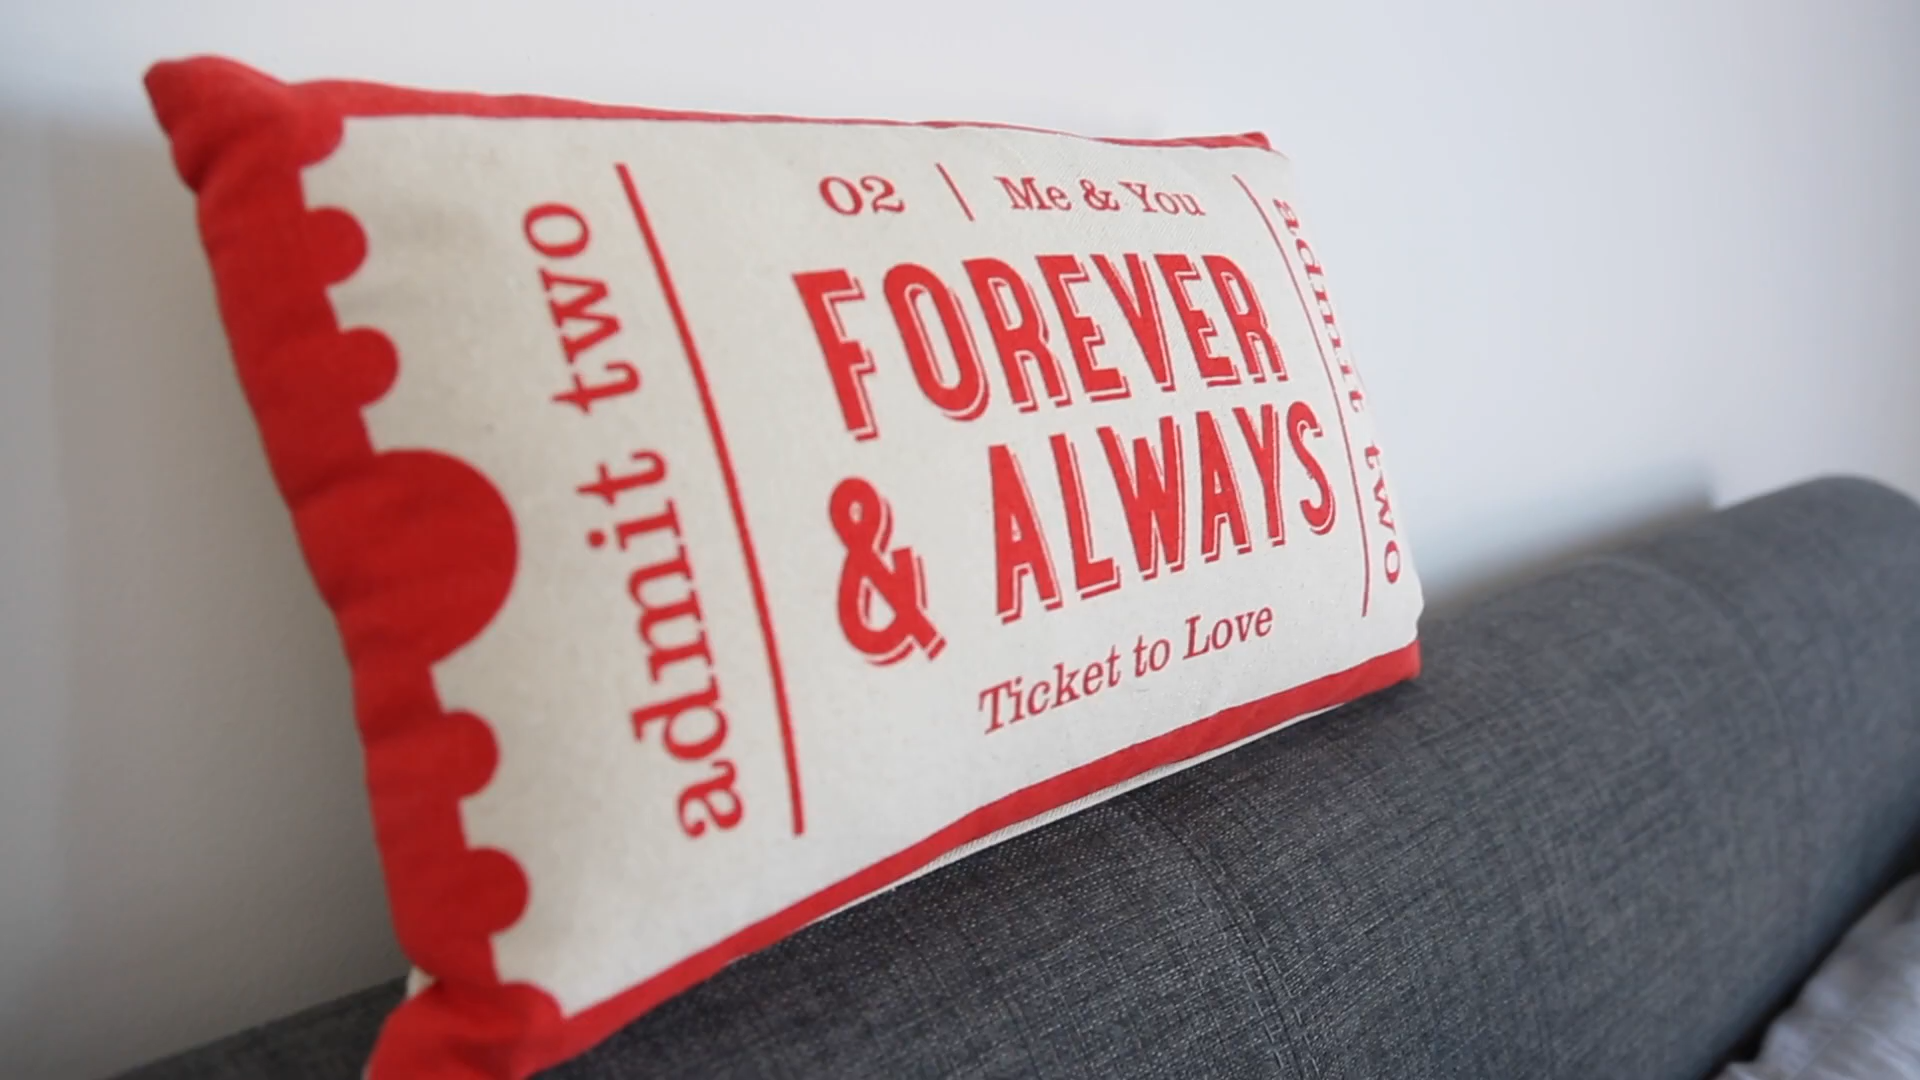 admit two
02 | Me & You
FOREVER
& ALWAYS
Ticket to Love
admit two